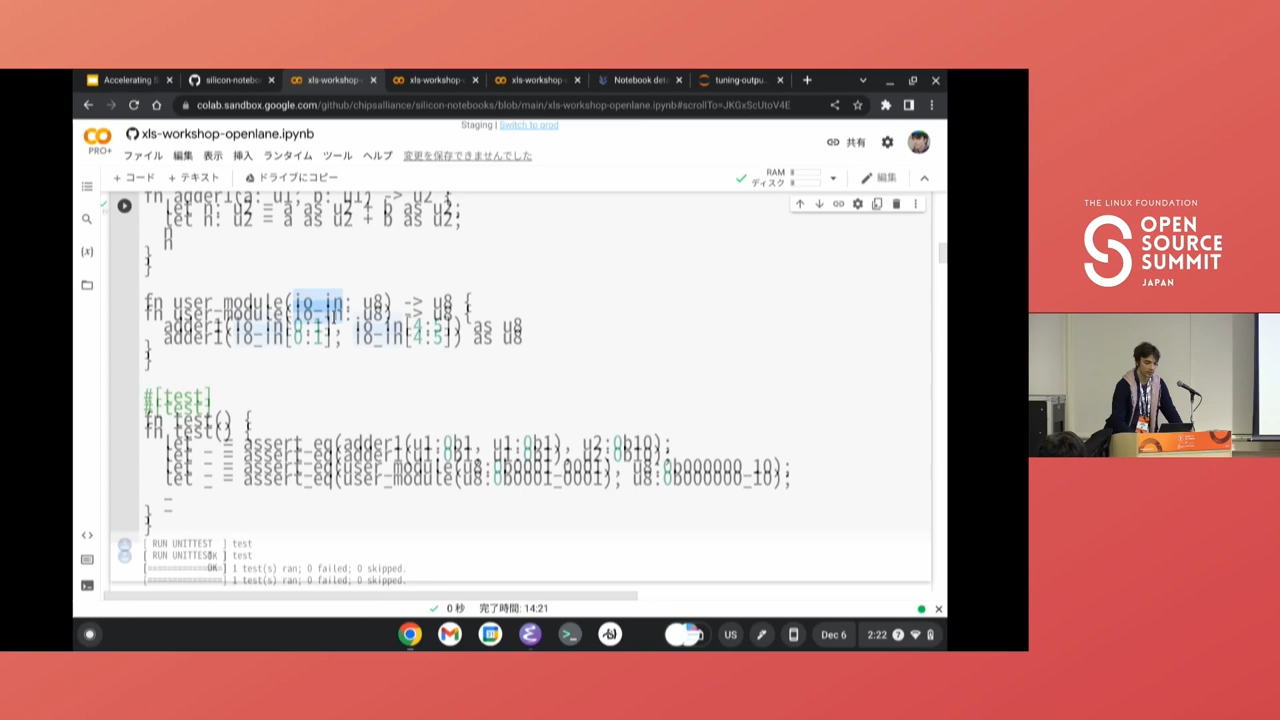 Accelerating S
silicon-notebo
xls-workshop-
xls-workshop-
xls-workshop-
Notebook det
tuning-outpu
colab.sandbox.google.com/github/chipsalliance/silicon-notebooks/blob/main/xls-workshop-openlane.ipynb#scrollTo=JKGxScUtoV4E
Staging | Switch to prod
xls-workshop-openlane.ipynb
PRO+
共有
ファイル 編集 表示 挿入 ランタイム ツール ヘルプ 変更を保存できませんでした
+ コード + テキスト ドライブにコピー
RAM
ディスク
編集
fn adder1(a: u1, b: u1) -> u2 {
let n: u2 = a as u2 + b as u2;
n
}
fn user_module(io_in: u8) -> u8 {
adder1(io_in[0:1], io_in[4:5]) as u8
}
#[test]
fn test() {
let _ = assert_eq(adder1(u1:0b1, u1:0b1), u2:0b10);
let _ = assert_eq(user_module(u8:0b0001_0001), u8:0b000000_10);
_
}
[ RUN UNITTEST ] test
[ OK ] test
[===============] 1 test(s) ran; 0 failed; 0 skipped.
0 秒 完了時間: 14:21
US
Dec 6
2:22
THE LINUX FOUNDATION
OPEN
SOURCE
SUMMIT
JAPAN